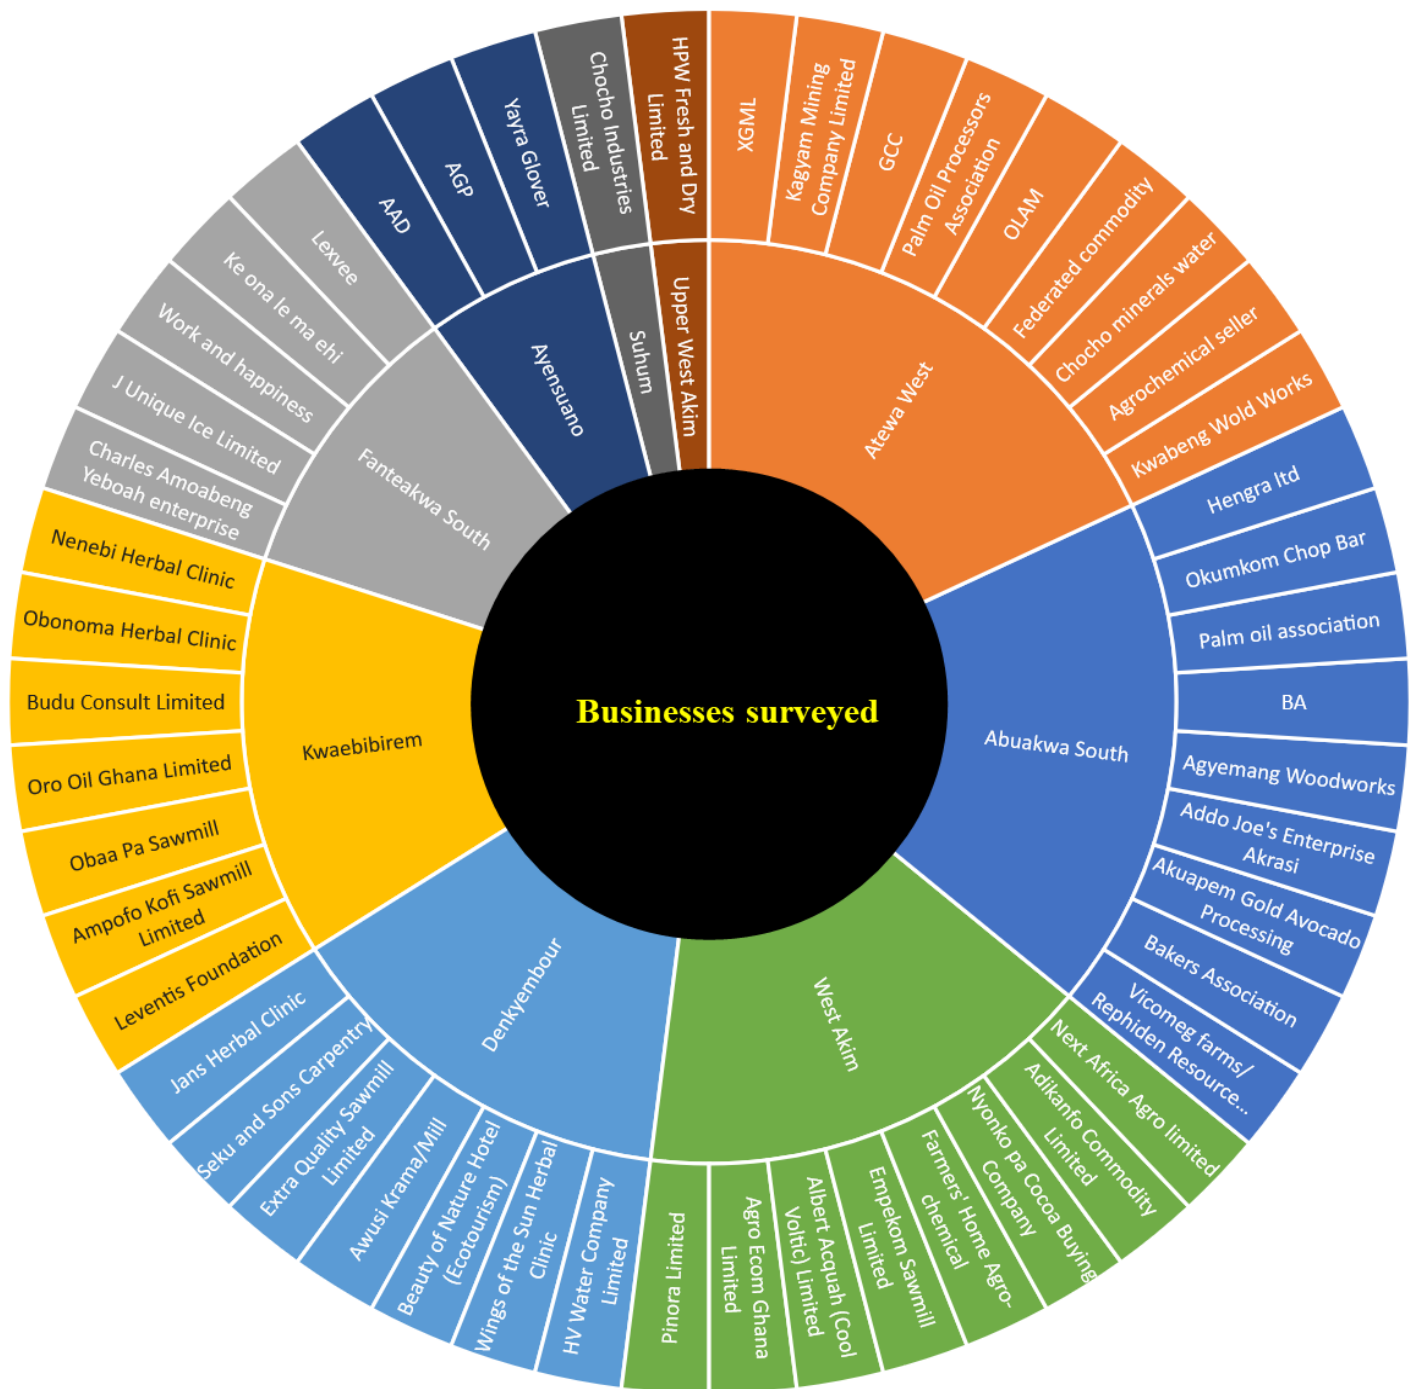 Businesses surveyed
Atewa West
XGML
Kagyam Mining
Company Limited
GCC
Palm Oil Processors
Association
OLAM
Federated commodity
Chocho minerals water
Agrochemical seller
Kwabeng Wold Works
Abuakwa South
Hengra ltd
Okumkom Chop Bar
Palm oil association
BA
Agyemang Woodworks
Addo Joe's Enterprise
Akrasi
Akuapem Gold Avocado
Processing
Bakers Association
Vicomeg farms/
Rephiden Resource...
West Akim
Next Africa Agro limited
Adikanfo Commodity
Limited
Nyonko pa Cocoa Buying
Company
Farmers' Home Agro-
chemical
Empekom Sawmill
Limited
Albert Acquah (Cool
Voltic) Limited
Agro Ecom Ghana
Limited
Pinora Limited
Denkyembour
HV Water Company
Limited
Wings of the Sun Herbal
Clinic
Beauty of Nature Hotel
(Ecotourism)
Awusi Krama/Mill
Extra Quality Sawmill
Limited
Seku and Sons Carpentry
Jans Herbal Clinic
Kwaebibirem
Leventis Foundation
Ampofo Kofi Sawmill
Limited
Obaa Pa Sawmill
Oro Oil Ghana Limited
Budu Consult Limited
Obonoma Herbal Clinic
Nenebi Herbal Clinic
Fanteakwa South
Charles Amoabeng
Yeboah enterprise
J Unique Ice Limited
Work and happiness
Ke ona le ma ehi
Lexvee
Ayensuano
AAD
AGP
Yayra Glover
Suhum
Chocho Industries
Limited
Upper West Akim
HPW Fresh and Dry
Limited